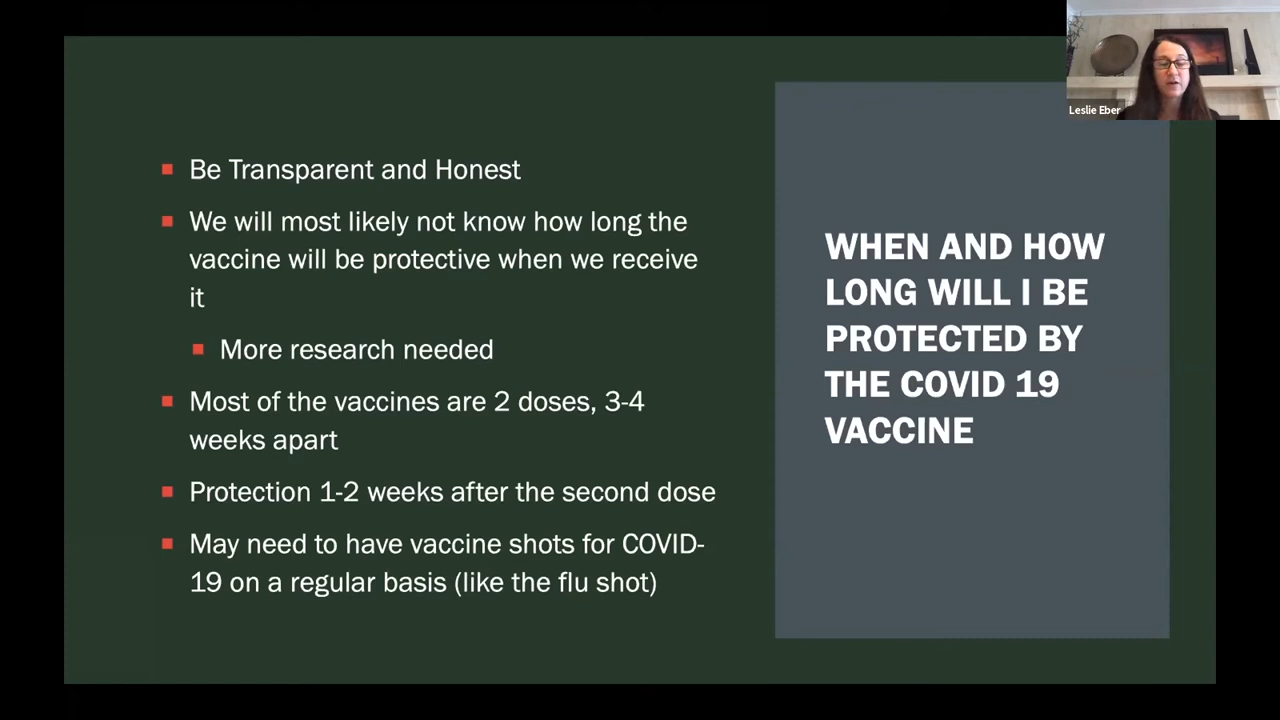 Be Transparent and Honest
We will most likely not know how long the
vaccine will be protective when we receive
it
More research needed
Most of the vaccines are 2 doses, 3-4
weeks apart
Protection 1-2 weeks after the second dose
May need to have vaccine shots for COVID-
19 on a regular basis (like the flu shot)
WHEN AND HOW
LONG WILL I BE
PROTECTED BY
THE COVID 19
VACCINE
Leslie Eber